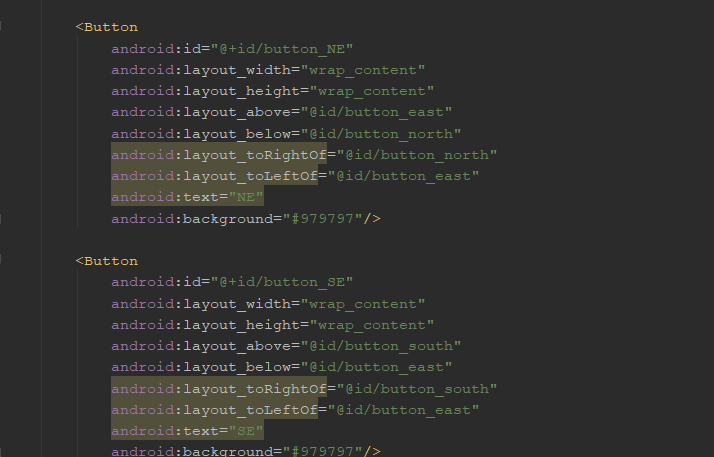 <Button
android:id="@+id/button_NE"
android:layout_width="wrap_content"
android:layout_height="wrap_content"
android:layout_above="@id/button_east"
android:layout_below="@id/button_north"
android:layout_toRightOf="@id/button_north"
android:layout_toLeftOf="@id/button_east"
android:text="NE"
android:background="#979797"/>
<Button
android:id="@+id/button_SE"
android:layout_width="wrap_content"
android:layout_height="wrap_content"
android:layout_above="@id/button_south"
android:layout_below="@id/button_east"
android:layout_toRightOf="@id/button_south"
android:layout_toLeftOf="@id/button_east"
android:text="SE"
android:background="#979797"/>